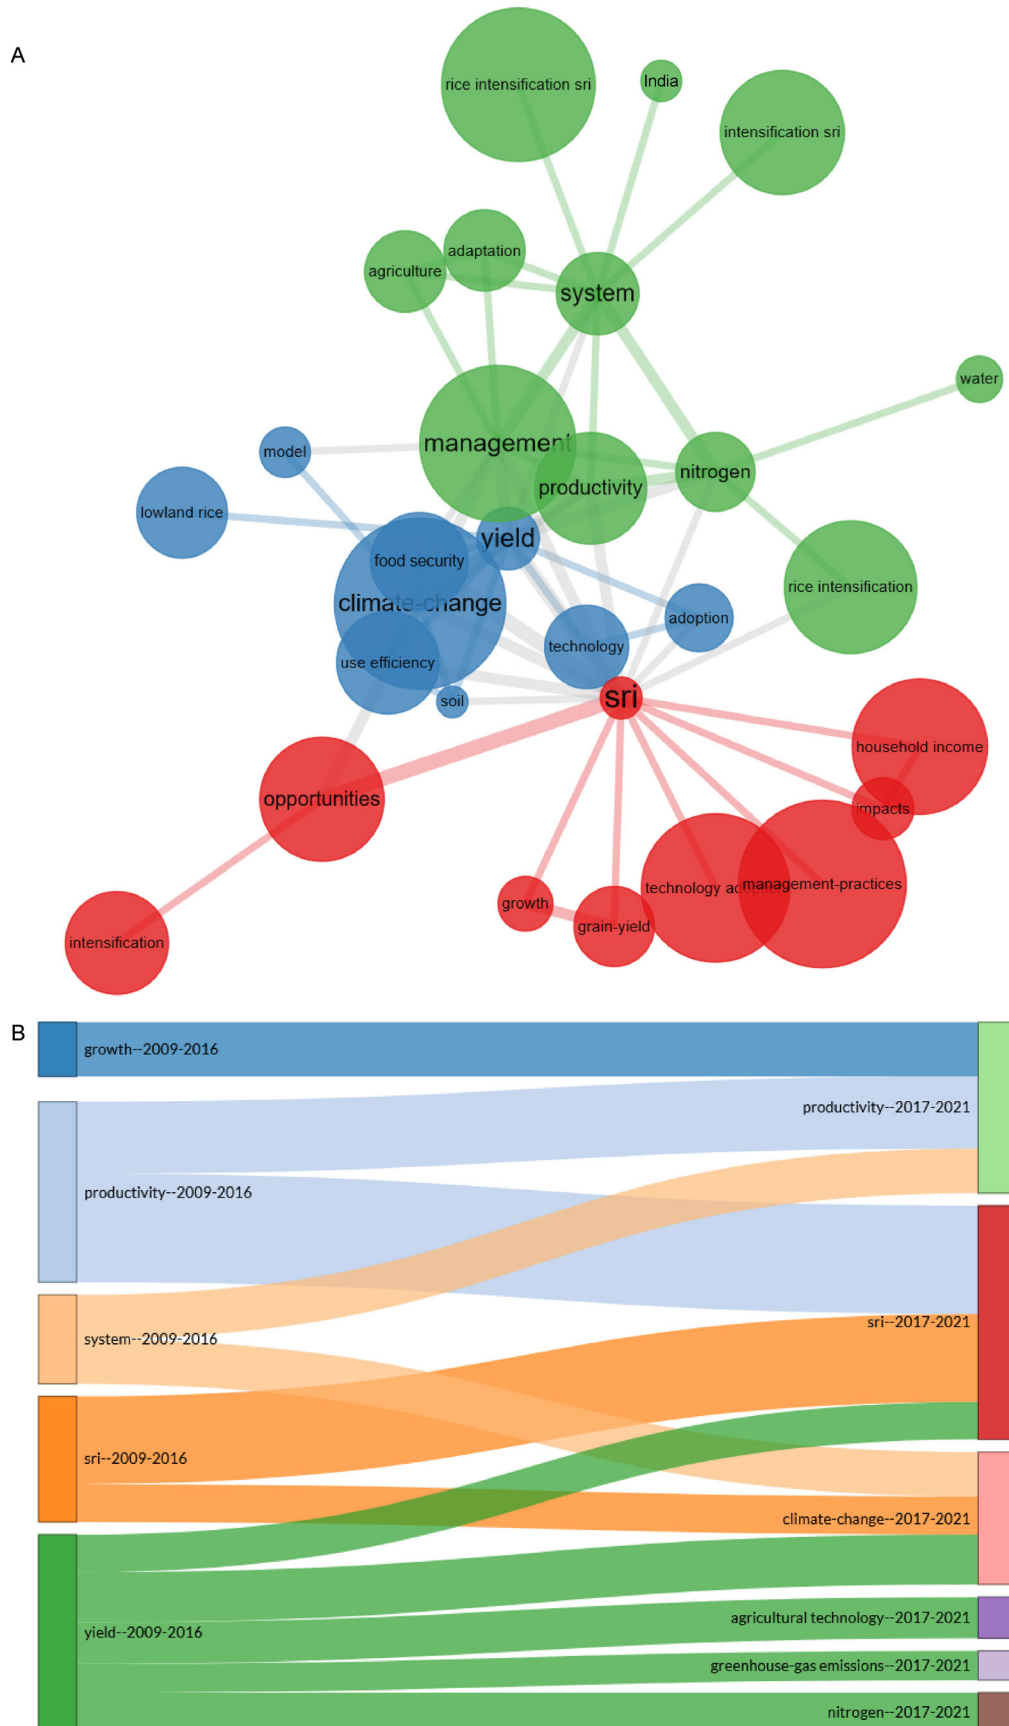 A
rice intensification sri
India
intensification sri
adaptation
agriculture
system
water
management
model
nitrogen
productivity
lowland rice
yield
food security
rice intensification
climate-change
adoption
technology
use efficiency
soil
sri
household income
opportunities
impacts
management-practices
technology
growth
grain-yield
intensification
B
growth--2009-2016
productivity--2017-2021
productivity--2009-2016
sri--2017-2021
system--2009-2016
sri--2009-2016
climate-change--2017-2021
agricultural technology--2017-2021
yield--2009-2016
greenhouse-gas emissions--2017-2021
nitrogen--2017-2021